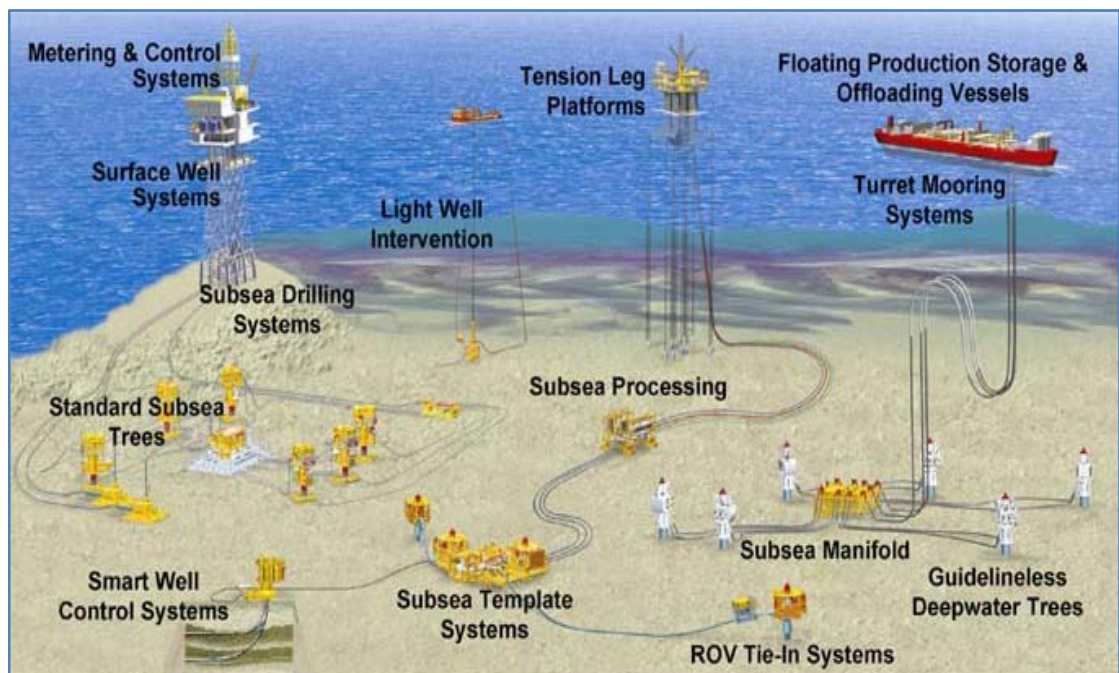 Metering & Control
Systems
Tension Leg
Platforms
Floating Production Storage &
Offloading Vessels
Surface Well
Systems
Light Well
Intervention
Turret Mooring
Systems
Subsea Drilling
Systems
Subsea Processing
Standard Subsea
Trees
Subsea Manifold
Smart Well
Control Systems
Subsea Template
Systems
Guidelineless
Deepwater Trees
ROV Tie-In Systems